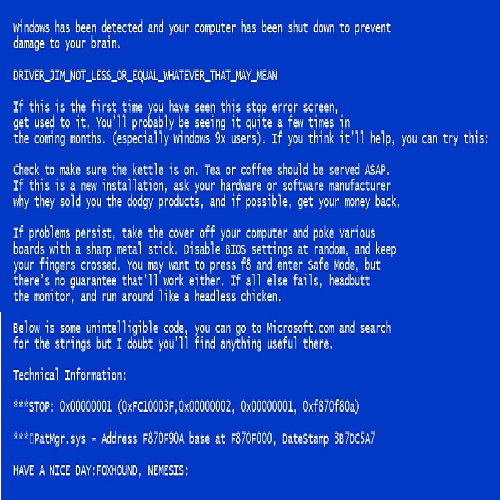 Windows has been detected and your computer has been shut down to prevent
damage to your brain.
DRIVER_JIM_NOT_LESS_OR_EQUAL_WHATEVER_THAT_MAY_MEAN
If this is the first time you have seen this stop error screen,
get used to it. You'll probably be seeing it quite a few times in
the coming months. (especially Windows 9x users). If you think it'll help, you can try this:
Check to make sure the kettle is on. Tea or coffee should be served ASAP.
If this is a new installation, ask your hardware or software manufacturer
why they sold you the dodgy products, and if possible, get your money back.
If problems persist, take the cover off your computer and poke various
boards with a sharp metal stick. Disable BIOS settings at random, and keep
your fingers crossed. You may want to press f8 and enter Safe Mode, but
there's no guarantee that'll work either. If all else fails, headbutt
the monitor, and run around like a headless chicken.
Below is some unintelligible code, you can go to Microsoft.com and search
for the strings but I doubt you'll find anything useful there.
Technical Information:
***STOP: 0x00000001 (0xFC10003F,0x00000002, 0x00000001, 0xf870f80a)
***▯PatMgr.sys - Address F870F90A base at F870F000, DateStamp 3B7DC5A7
HAVE A NICE DAY:FOXHOUND, NEMESIS: